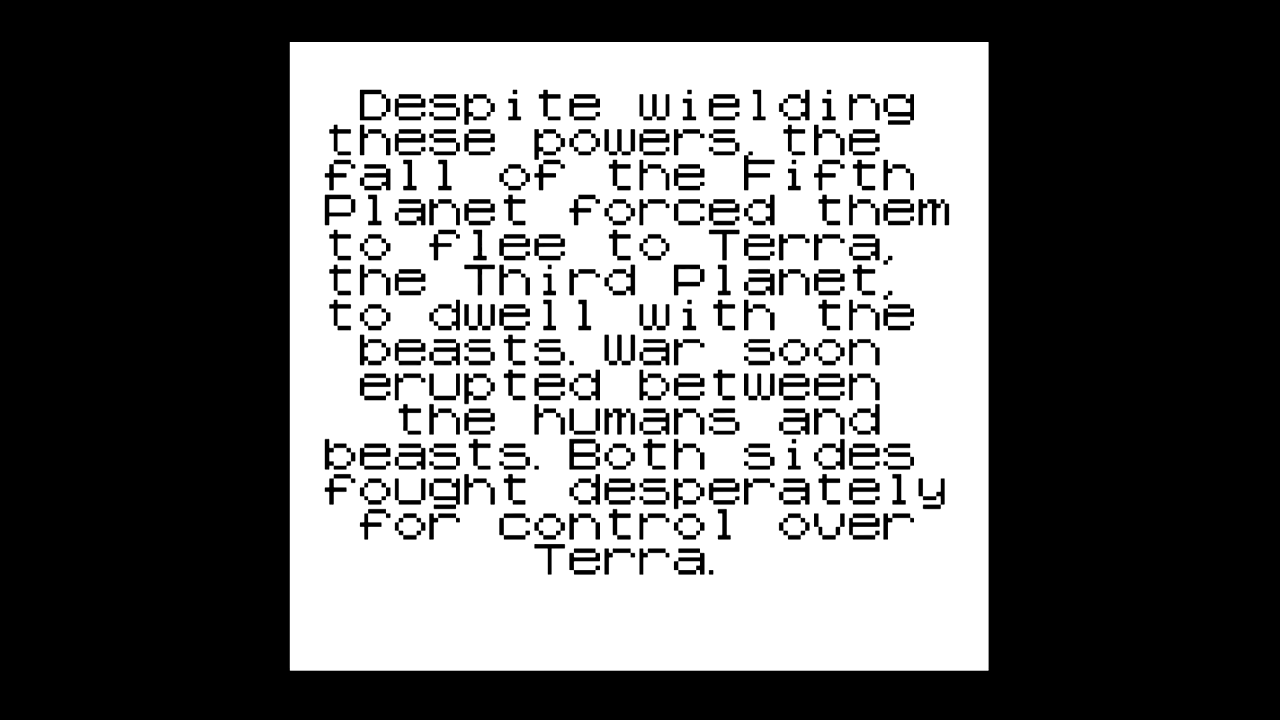 Despite wielding
these powers, the
fall of the Fifth
Planet forced them
to flee to Terra,
the Third Planet,
to dwell with the
beasts. War soon
erupted between
the humans and
beasts. Both sides
fought desperately
for control over
Terra.